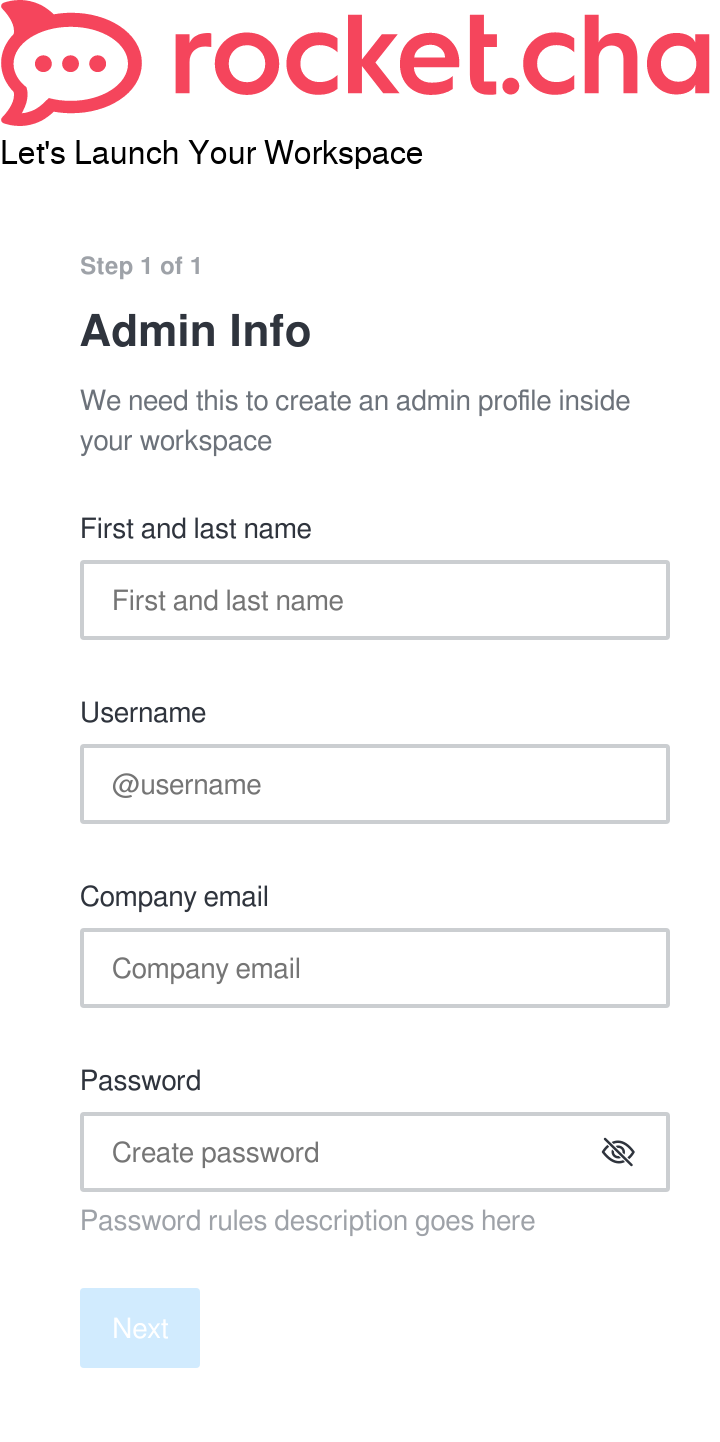 rocket.cha
Let's Launch Your Workspace
Step 1 of 1
Admin Info
We need this to create an admin profile inside
your workspace
First and last name
First and last name
Username
@username
Company email
Company email
Password
Create password
Password rules description goes here
Next